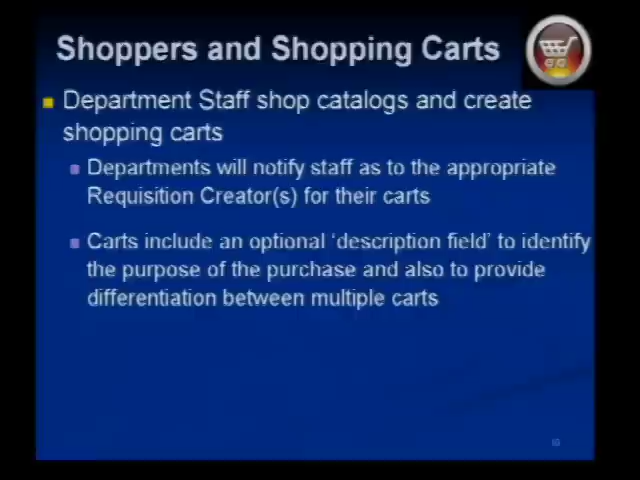 Shoppers and Shopping Carts
Department Staff shop catalogs and create
shopping carts
Departments will notify staff as to the appropriate
Requisition Creator(s) for their carts
Carts include an optional 'description field' to identify
the purpose of the purchase and also to provide
differentiation between multiple carts